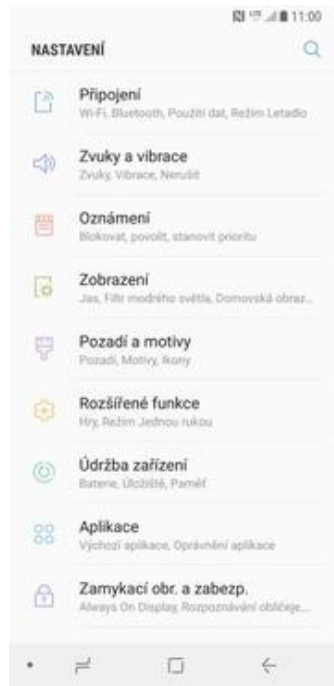 11:00
NASTAVENÍ
Připojení
Wi-Fi, Bluetooth, Použití dat, Režim Letadlo
Zvuky a vibrace
Zvuky, Vibrace, Nerušit
Oznámení
Blokovat, povolit, stanovit prioritu
Zobrazení
Jas, Filtr modrého světla, Domovská obraz...
Pozadí a motivy
Pozadí, Motivy, Ikony
Rozšířené funkce
Hry, Režim Jednou rukou
Údržba zařízení
Baterie, Úložiště, Paměť
Aplikace
Výchozí aplikace, Oprávnění aplikace
Zamykací obr. a zabezp.
Always On Display, Rozpoznávání obličeje,...